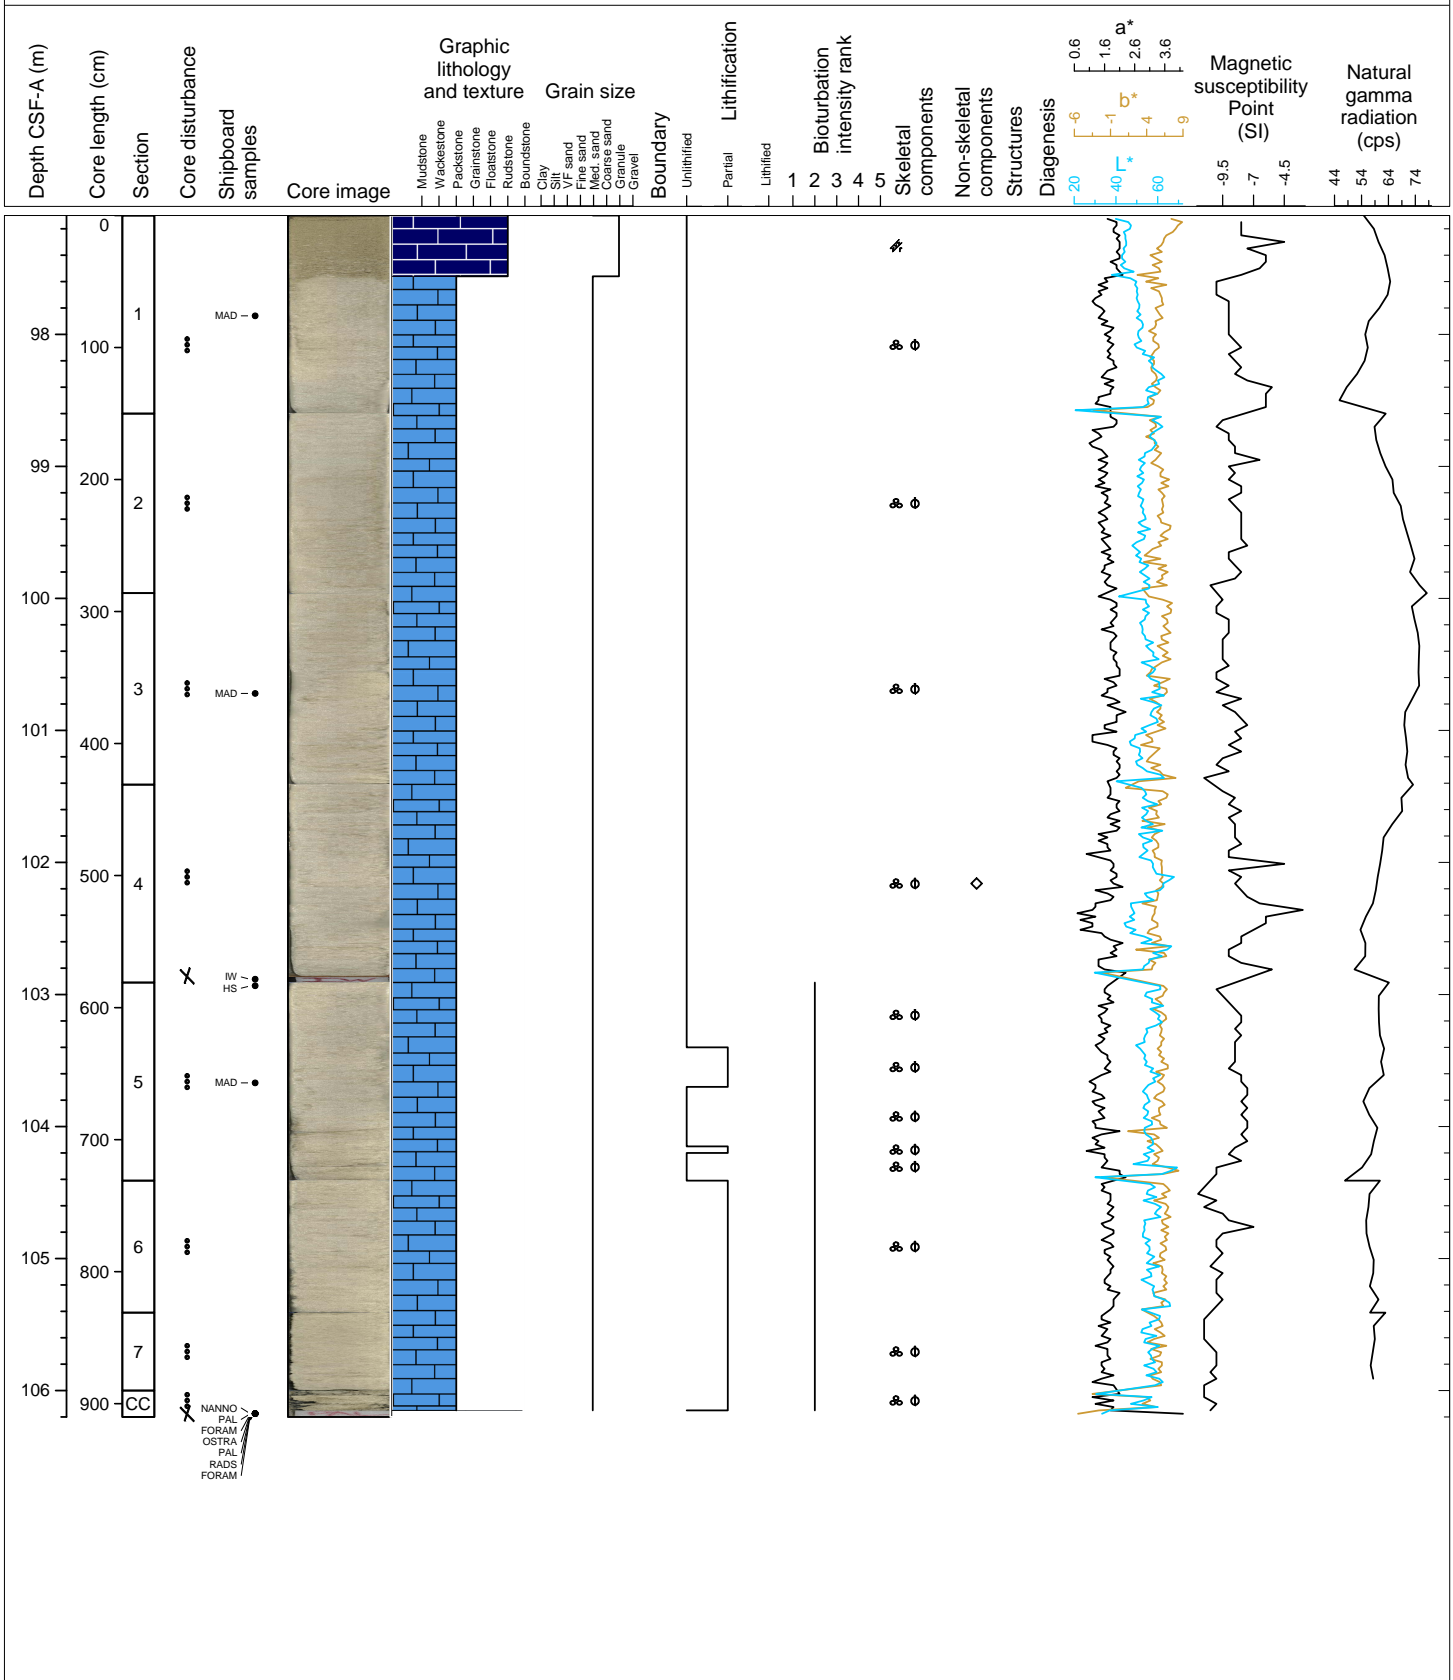 Depth CSF-A (m)
Core length (cm)
Section
Core disturbance
Shipboard
samples
Core image
Graphic
lithology
and texture
Mudstone
Wackestone
Packstone
Grainstone
Floatstone
Rudstone
Boundstone
Grain size
Clay
Silt
VF sand
Fine sand
Med. sand
Coarse sand
Granule
Gravel
Boundary
Lithification
Unlithified
Partial
Lithified
Bioturbation
intensity rank
1 2 3 4 5
Skeletal
components
Non-skeletal
components
Structures
Diagenesis
a*
0.6 1.6 2.6 3.6
b*
-6 -1 4 9
L*
20 40 60
Magnetic
susceptibility
Point
(SI)
-9.5 -7 -4.5
Natural
gamma
radiation
(cps)
44 54 64 74
0
1
MAD
98
100
99
200
2
100
300
3
MAD
101
400
102
500
4
IW
HS
103
600
5
MAD
104
700
6
105
800
7
106
900
CC
NANNO
PAL
FORAM
OSTRA
PAL
RADS
FORAM